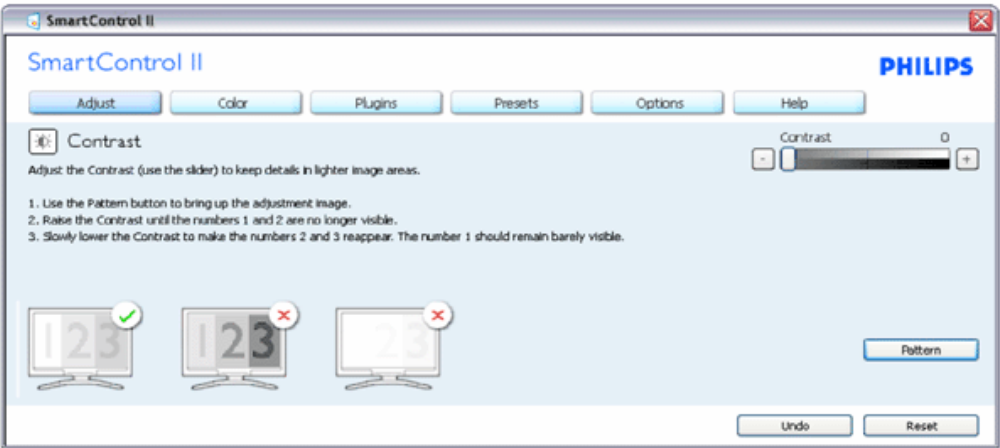 SmartControl II
SmartControl II
PHILIPS
Adjust Color Plugins Presets Options Help
Contrast
Contrast 0
Adjust the Contrast (use the slider) to keep details in lighter image areas.
- +
1. Use the Pattern button to bring up the adjustment image.
2. Raise the Contrast until the numbers 1 and 2 are no longer visible.
3. Slowly lower the Contrast to make the numbers 2 and 3 reappear. The number 1 should remain barely visible.
123 123 23
Pattern
Undo Reset